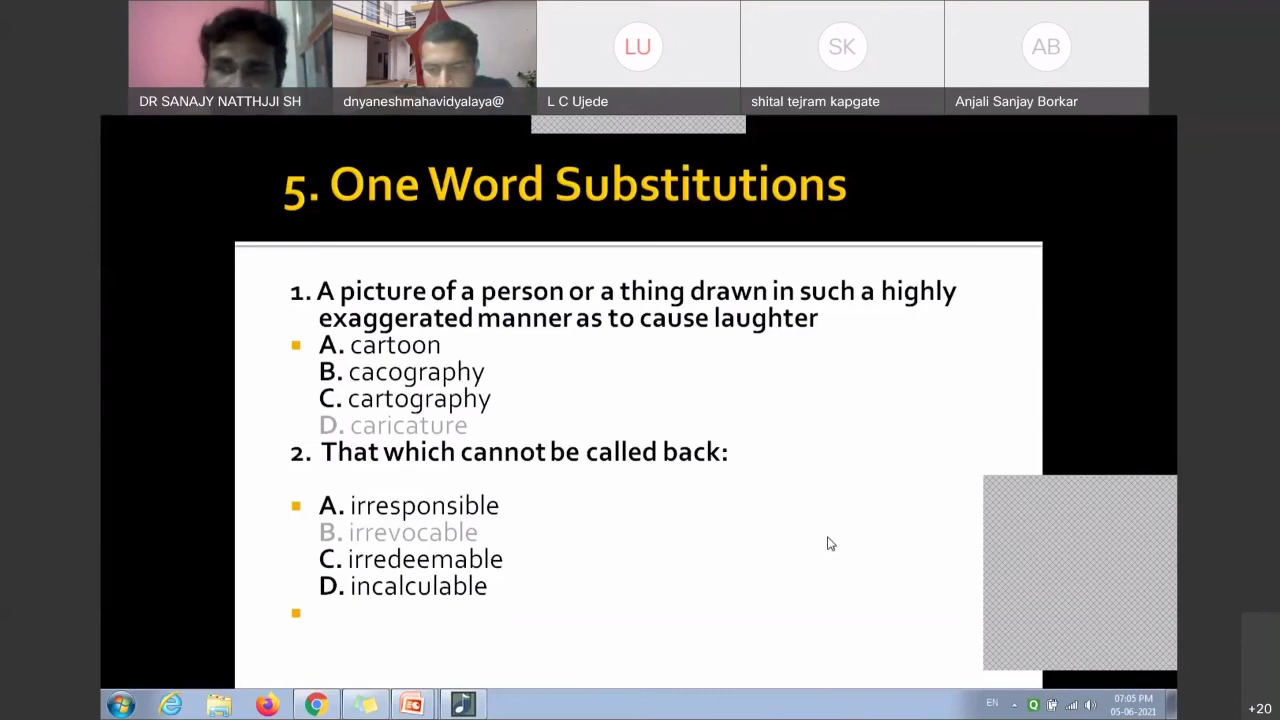 LU
SK
AB
DR SANAJY NATTHJJI SH
dnyaneshmahavidyalaya@
L C Ujede
shital tejram kapgate
Anjali Sanjay Borkar
5. One Word Substitutions
1. A picture of a person or a thing drawn in such a highly
exaggerated manner as to cause laughter
A. cartoon
B. cacography
C. cartography
D. caricature
2. That which cannot be called back:
A. irresponsible
B. irrevocable
C. irredeemable
D. incalculable
EN
07:05 PM
05-06-2021
+20